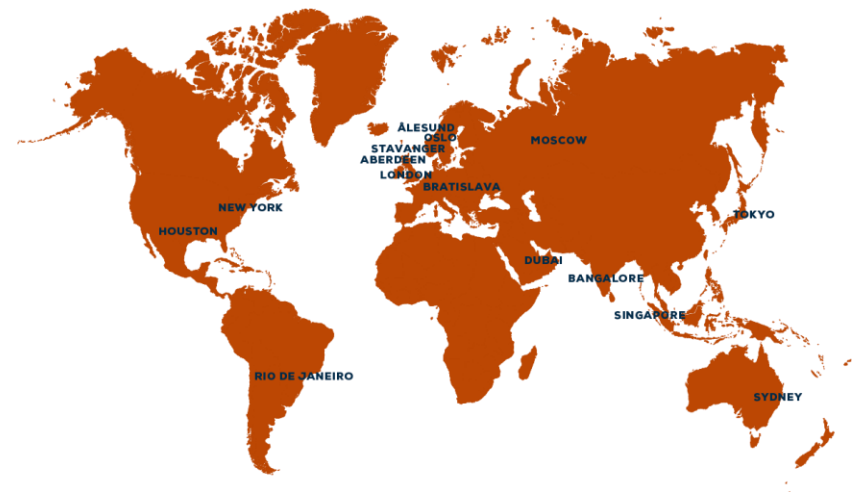 ÅLESUND
OSLO
MOSCOW
STAVANGER
ABERDEEN
LONDON
BRATISLAVA
NEW YORK
TOKYO
HOUSTON
DUBAI
BANGALORE
SINGAPORE
RIO DE JANEIRO
SYDNEY